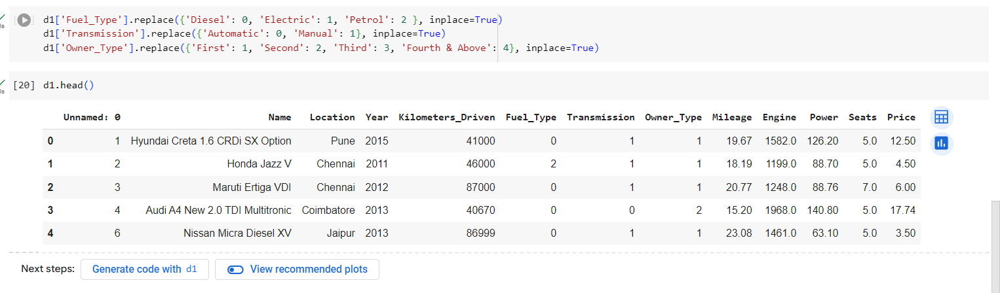 d1['Fuel_Type'].replace({'Diesel': 0, 'Electric': 1, 'Petrol': 2 }, inplace=True)
d1['Transmission'].replace({'Automatic': 0, 'Manual': 1}, inplace=True)
d1['Owner_Type'].replace({'First': 1, 'Second': 2, 'Third': 3, 'Fourth & Above': 4}, inplace=True)
[20] d1.head()
Unnamed: 0 Name Location Year Kilometers_Driven Fuel_Type Transmission Owner_Type Mileage Engine Power Seats Price
0 1 Hyundai Creta 1.6 CRDi SX Option Pune 2015 41000 0 1 1 19.67 1582.0 126.20 5.0 12.50
1 2 Honda Jazz V Chennai 2011 46000 2 1 1 18.19 1199.0 88.70 5.0 4.50
2 3 Maruti Ertiga VDI Chennai 2012 87000 0 1 1 20.77 1248.0 88.76 7.0 6.00
3 4 Audi A4 New 2.0 TDI Multitronic Coimbatore 2013 40670 0 0 2 15.20 1968.0 140.80 5.0 17.74
4 6 Nissan Micra Diesel XV Jaipur 2013 86999 0 1 1 23.08 1461.0 63.10 5.0 3.50
Next steps: Generate code with d1 View recommended plots